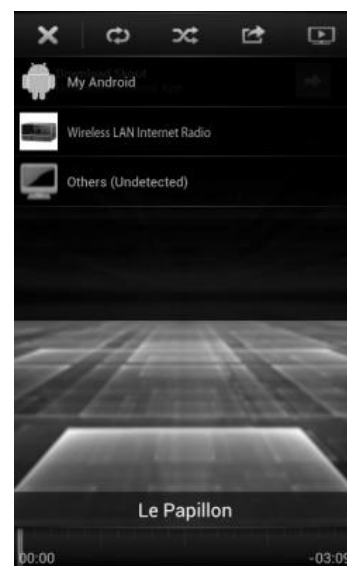 My Android
Wireless LAN Internet Radio
Others (Undetected)
Le Papillon
00:00
-03:09